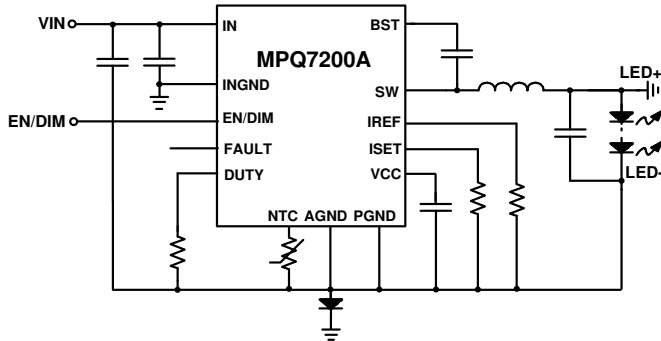 VIN
IN
BST
MPQ7200A
INGND
SW
LED+
EN/DIM
EN/DIM
IREF
FAULT
ISET
DUTY
VCC
LED-
NTC AGND PGND